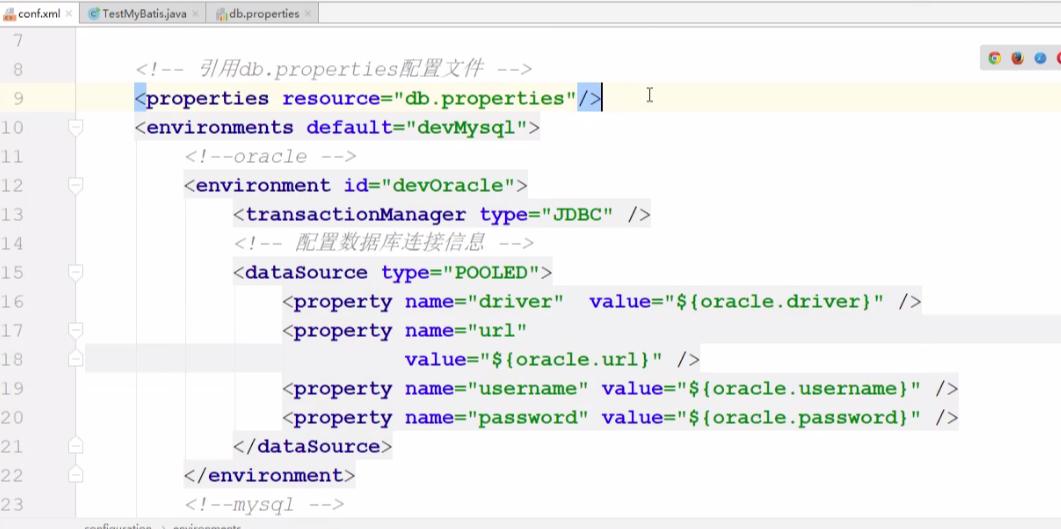 conf.xml TestMyBatis.java db.properties
7
8 <!-- 引用db.properties配置文件 -->
9 <properties resource="db.properties"/>
10 <environments default="devMysql">
11 <!--oracle -->
12 <environment id="devOracle">
13 <transactionManager type="JDBC" />
14 <!-- 配置数据库连接信息 -->
15 <dataSource type="POOLED">
16 <property name="driver"  value="${oracle.driver}" />
17 <property name="url"
18 value="${oracle.url}" />
19 <property name="username" value="${oracle.username}" />
20 <property name="password" value="${oracle.password}" />
21 </dataSource>
22 </environment>
23 <!--mysql -->
configuration environments